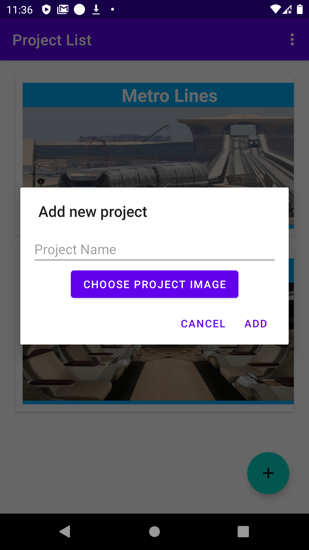 11:36
Project List
Metro Lines
Add new project
Project Name
CHOOSE PROJECT IMAGE
CANCEL ADD